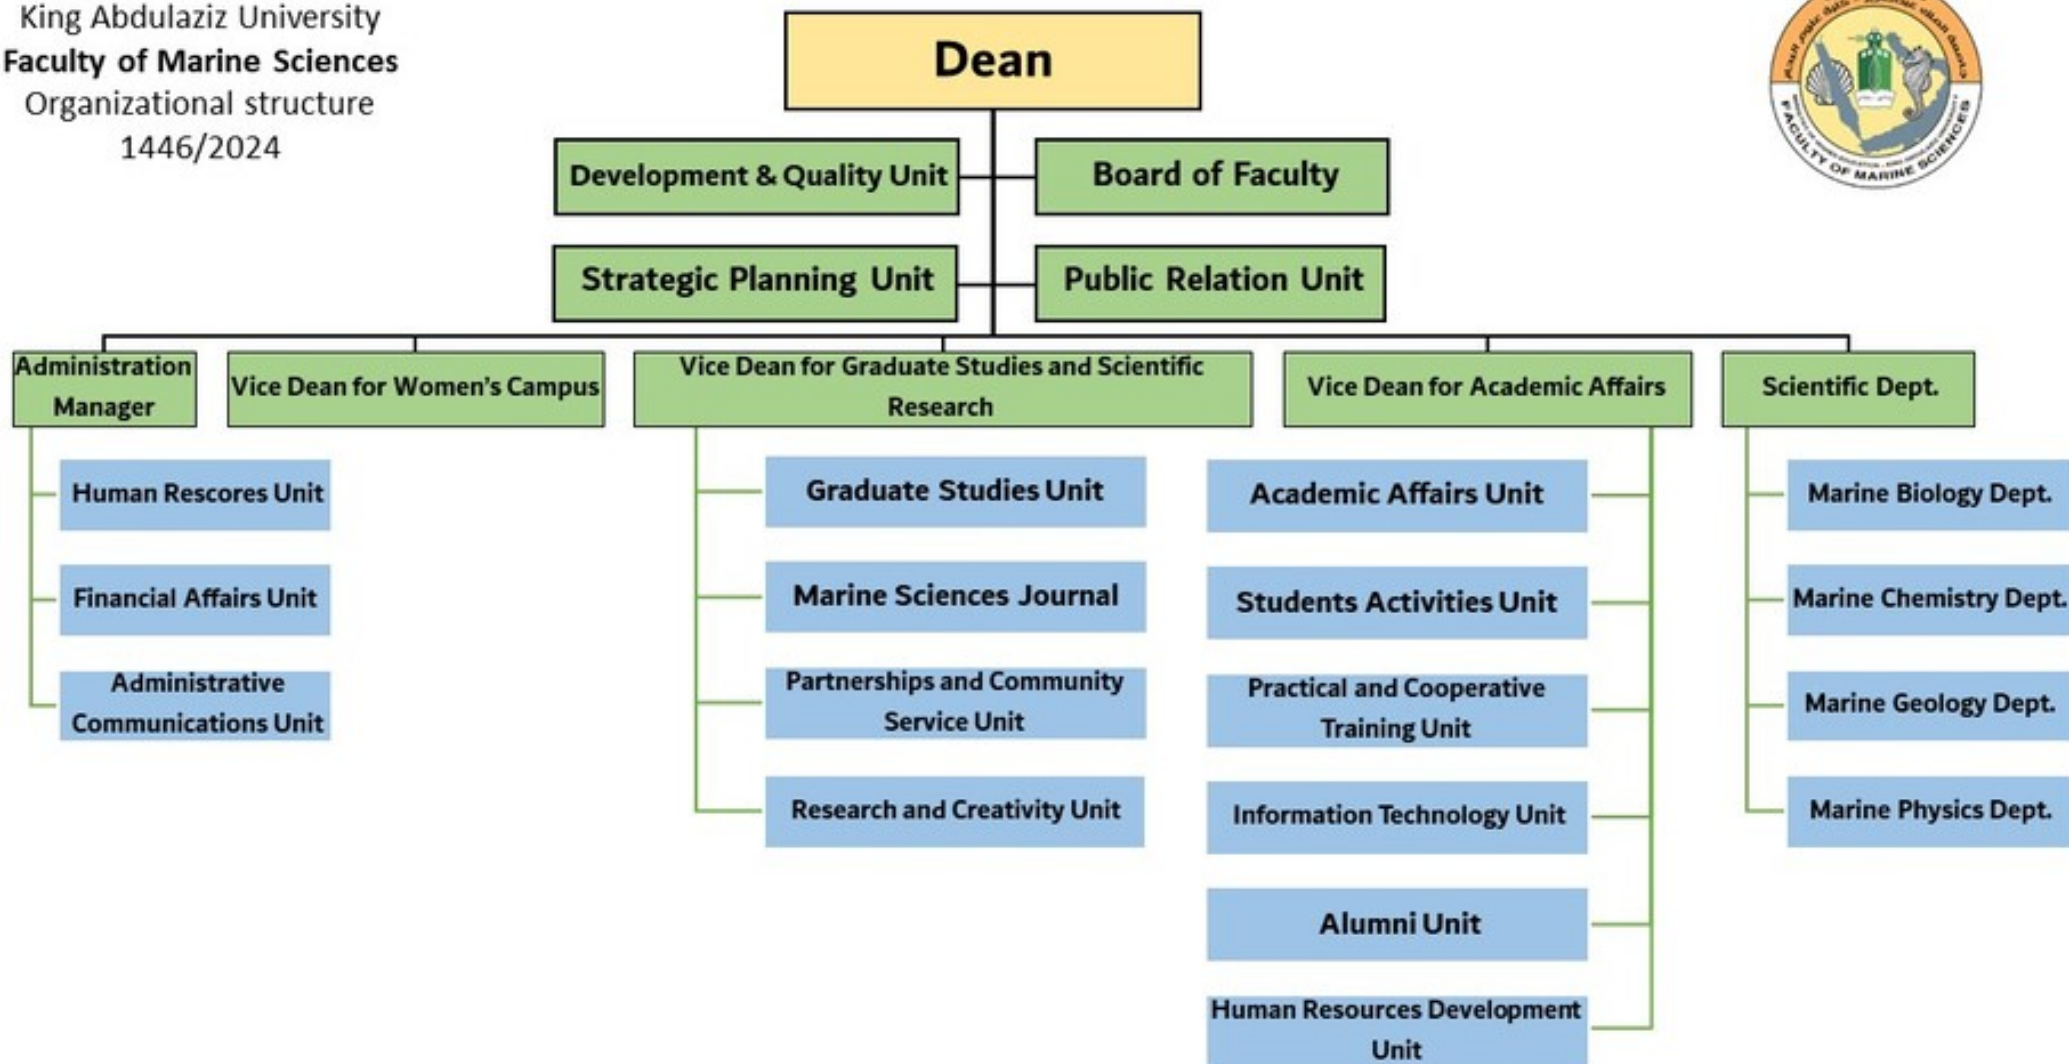 King Abdulaziz University
Faculty of Marine Sciences
Organizational structure
1446/2024
Dean
Development & Quality Unit
Board of Faculty
Strategic Planning Unit
Public Relation Unit
Administration
Manager
Vice Dean for Women’s Campus
Vice Dean for Graduate Studies and Scientific
Research
Vice Dean for Academic Affairs
Scientific Dept.
Human Rescores Unit
Financial Affairs Unit
Administrative
Communications Unit
Graduate Studies Unit
Marine Sciences Journal
Partnerships and Community
Service Unit
Research and Creativity Unit
Academic Affairs Unit
Students Activities Unit
Practical and Cooperative
Training Unit
Information Technology Unit
Alumni Unit
Human Resources Development
Unit
Marine Biology Dept.
Marine Chemistry Dept.
Marine Geology Dept.
Marine Physics Dept.
FACULTY OF MARINE SCIENCES